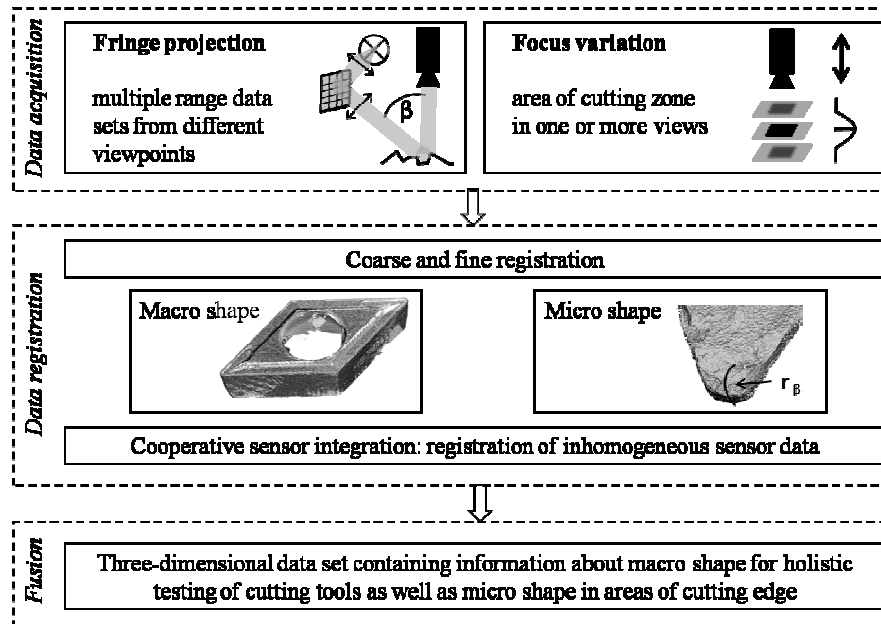 Data acquisition
Fringe projection
multiple range data
sets from different
viewpoints
β
Focus variation
area of cutting zone
in one or more views
Data registration
Coarse and fine registration
Macro shape
Micro shape
rβ
Cooperative sensor integration: registration of inhomogeneous sensor data
Fusion
Three-dimensional data set containing information about macro shape for holistic
testing of cutting tools as well as micro shape in areas of cutting edge